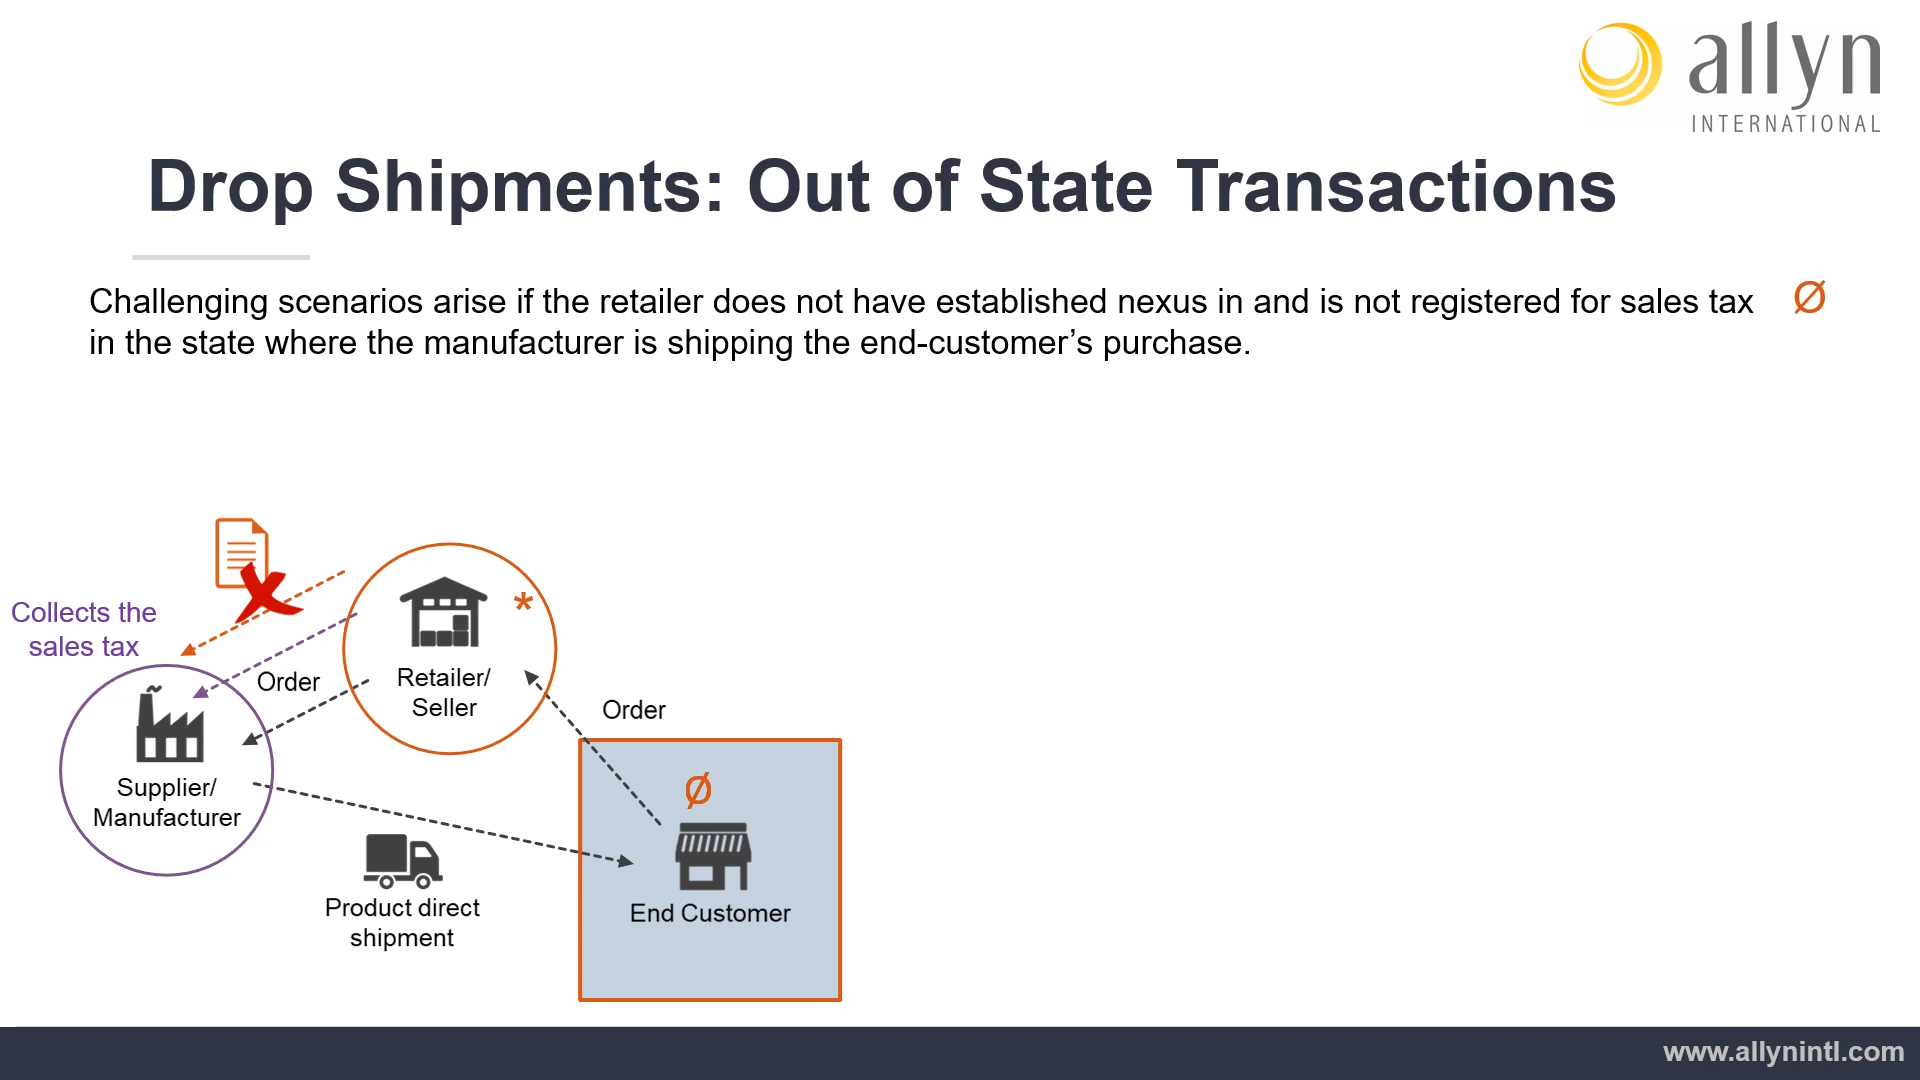 allyn
INTERNATIONAL
Drop Shipments: Out of State Transactions
Challenging scenarios arise if the retailer does not have established nexus in and is not registered for sales tax Ø
in the state where the manufacturer is shipping the end-customer’s purchase.
Collects the
sales tax
Order
*
Retailer/
Seller
Order
Supplier/
Manufacturer
Ø
Product direct
shipment
End Customer
www.allynintl.com